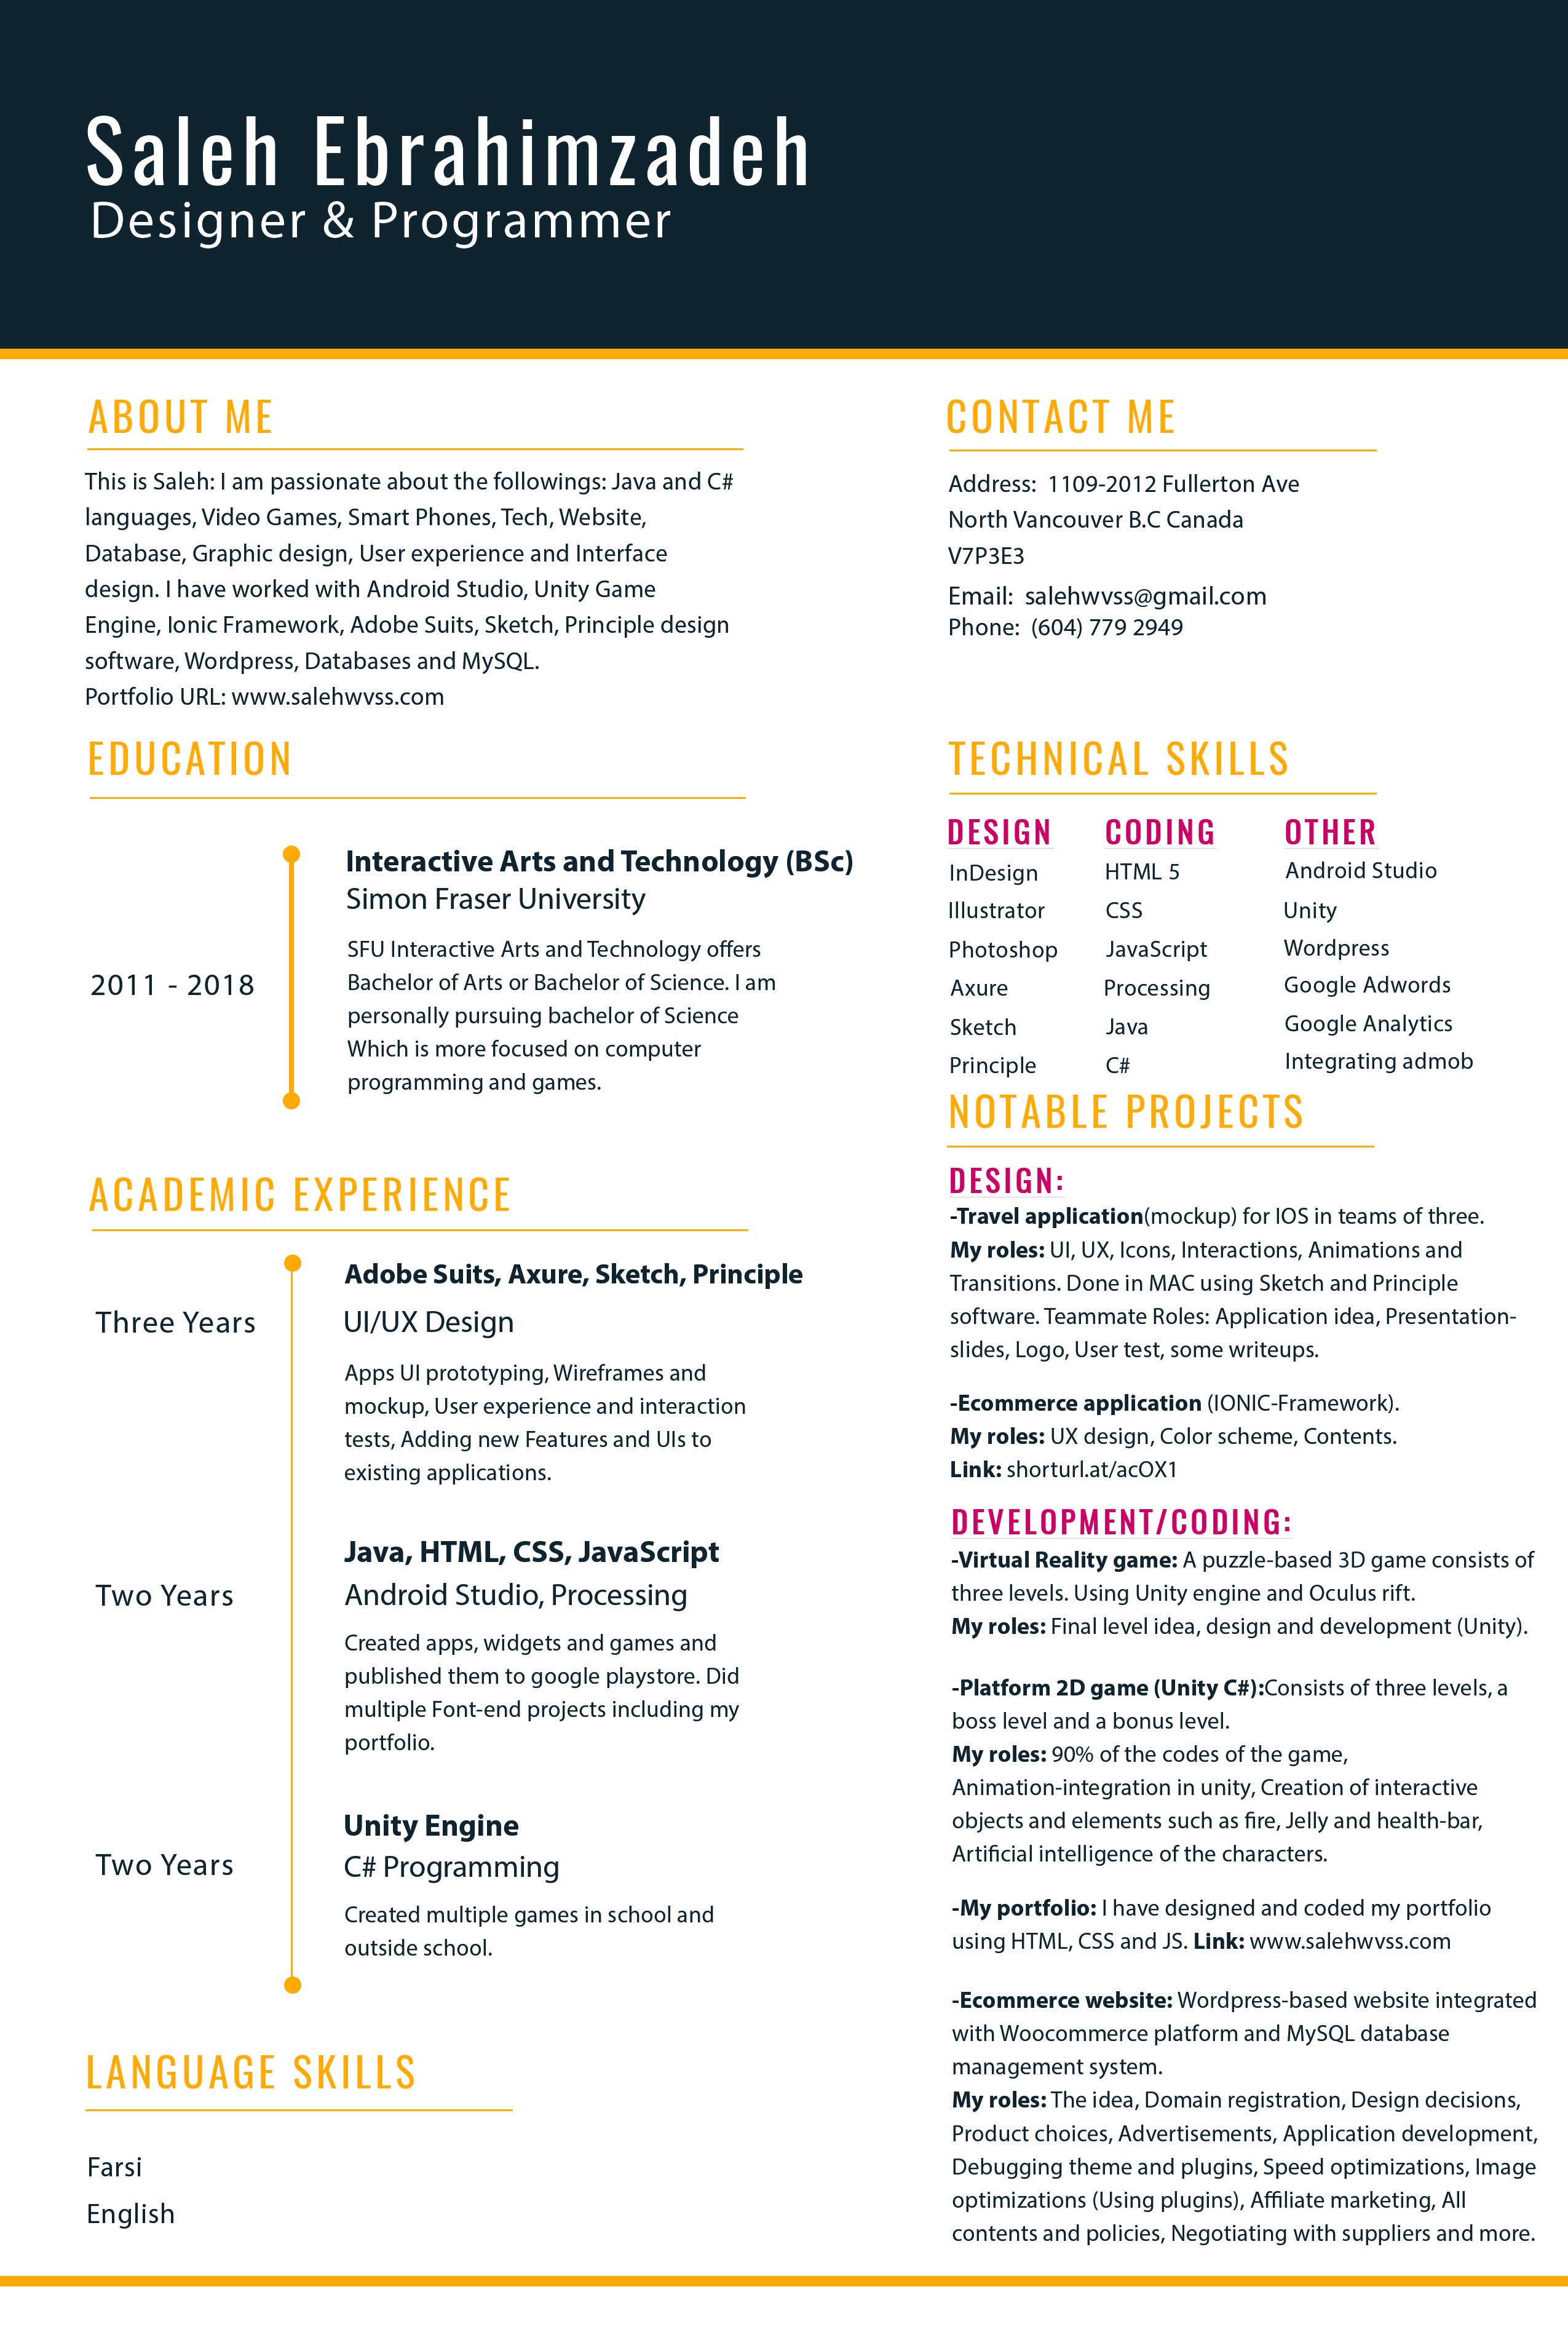 Saleh Ebrahimzadeh
Designer & Programmer
ABOUT ME
This is Saleh: I am passionate about the followings: Java and C#
languages, Video Games, Smart Phones, Tech, Website,
Database, Graphic design, User experience and Interface
design. I have worked with Android Studio, Unity Game
Engine, Ionic Framework, Adobe Suits, Sketch, Principle design
software, Wordpress, Databases and MySQL.
Portfolio URL: www.salehwvss.com
EDUCATION
2011 - 2018
Interactive Arts and Technology (BSc)
Simon Fraser University
SFU Interactive Arts and Technology offers
Bachelor of Arts or Bachelor of Science. I am
personally pursuing bachelor of Science
Which is more focused on computer
programming and games.
ACADEMIC EXPERIENCE
Three Years
Adobe Suits, Axure, Sketch, Principle
UI/UX Design
Apps UI prototyping, Wireframes and
mockup, User experience and interaction
tests, Adding new Features and UIs to
existing applications.
Two Years
Java, HTML, CSS, JavaScript
Android Studio, Processing
Created apps, widgets and games and
published them to google playstore. Did
multiple Font-end projects including my
portfolio.
Two Years
Unity Engine
C# Programming
Created multiple games in school and
outside school.
LANGUAGE SKILLS
Farsi
English
CONTACT ME
Address:  1109-2012 Fullerton Ave
North Vancouver B.C Canada
V7P3E3
Email:  salehwvss@gmail.com
Phone:  (604) 779 2949
TECHNICAL SKILLS
DESIGN
InDesign
Illustrator
Photoshop
Axure
Sketch
Principle
CODING
HTML 5
CSS
JavaScript
Processing
Java
C#
OTHER
Android Studio
Unity
Wordpress
Google Adwords
Google Analytics
Integrating admob
NOTABLE PROJECTS
DESIGN:
-Travel application(mockup) for IOS in teams of three.
My roles: UI, UX, Icons, Interactions, Animations and
Transitions. Done in MAC using Sketch and Principle
software. Teammate Roles: Application idea, Presentation-
slides, Logo, User test, some writeups.
-Ecommerce application (IONIC-Framework).
My roles: UX design, Color scheme, Contents.
Link: shorturl.at/acOX1
DEVELOPMENT/CODING:
-Virtual Reality game: A puzzle-based 3D game consists of
three levels. Using Unity engine and Oculus rift.
My roles: Final level idea, design and development (Unity).
-Platform 2D game (Unity C#):Consists of three levels, a
boss level and a bonus level.
My roles: 90% of the codes of the game,
Animation-integration in unity, Creation of interactive
objects and elements such as fire, Jelly and health-bar,
Artificial intelligence of the characters.
-My portfolio: I have designed and coded my portfolio
using HTML, CSS and JS. Link: www.salehwvss.com
-Ecommerce website: Wordpress-based website integrated
with Woocommerce platform and MySQL database
management system.
My roles: The idea, Domain registration, Design decisions,
Product choices, Advertisements, Application development,
Debugging theme and plugins, Speed optimizations, Image
optimizations (Using plugins), Affiliate marketing, All
contents and policies, Negotiating with suppliers and more.